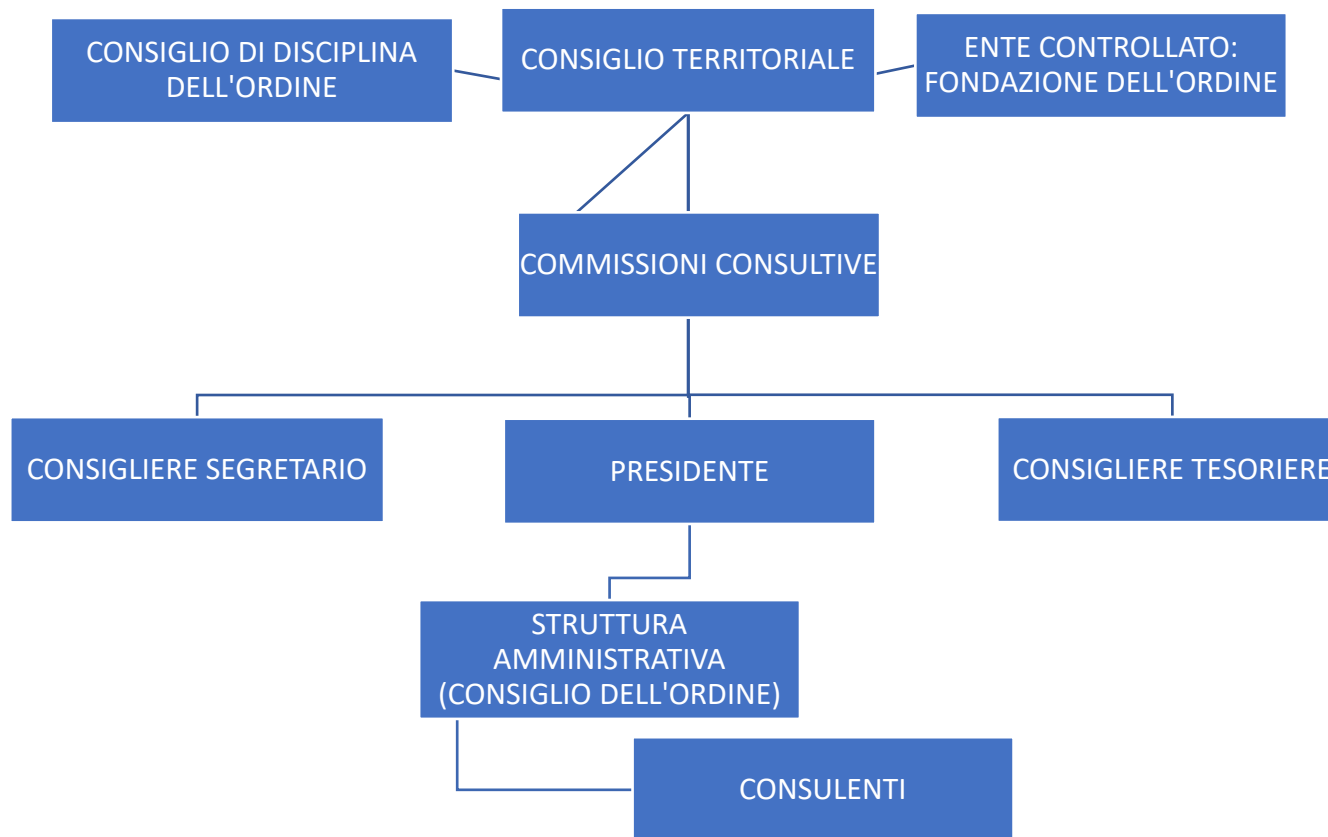 CONSIGLIO DI DISCIPLINA
DELL'ORDINE
CONSIGLIO TERRITORIALE
ENTE CONTROLLATO:
FONDAZIONE DELL'ORDINE
COMMISSIONI CONSULTIVE
CONSIGLIERE SEGRETARIO
PRESIDENTE
CONSIGLIERE TESORIERE
STRUTTURA
AMMINISTRATIVA
(CONSIGLIO DELL'ORDINE)
CONSULENTI